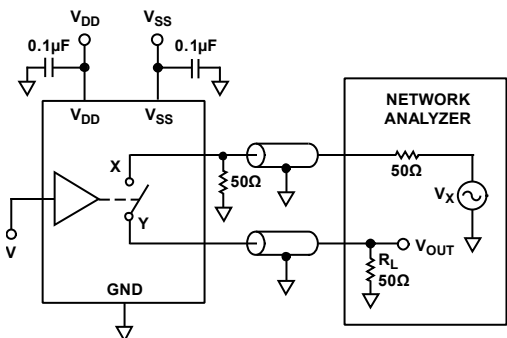 VDD
VSS
0.1µF
0.1µF
VDD
VSS
NETWORK
ANALYZER
X
50Ω
50Ω
VX
Y
V
VOUT
RL
50Ω
GND